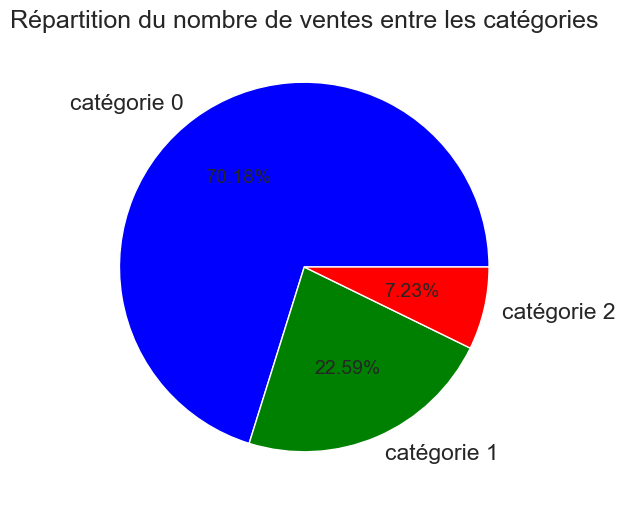 Répartition du nombre de ventes entre les catégories
catégorie 0
70.18%
7.23%
catégorie 2
22.59%
catégorie 1